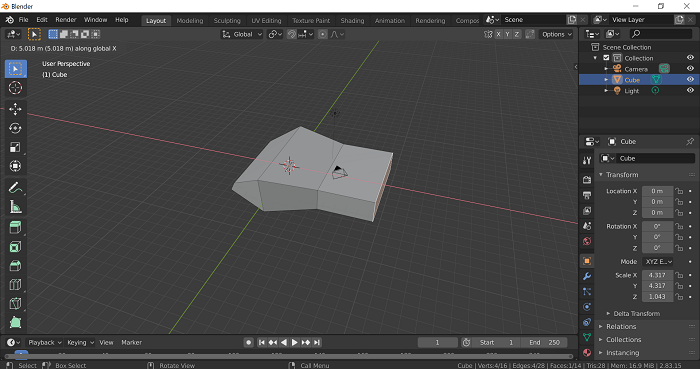 Blender
File Edit Render Window Help Layout Modeling Sculpting UV Editing Texture Paint Shading Animation Rendering Compos Scene View Layer
Global X Y Z Options
D: 5.018 m (5.018 m) along global X
User Perspective
(1) Cube
Scene Collection
Collection
Camera
Cube
Light
Cube
Cube
Transform
Location X 0 m
Y 0 m
Z 0 m
Rotation X 0°
Y 0°
Z 0°
Mode XYZ E...
Scale X 4.317
Y 4.317
Z 1.043
Delta Transform
Relations
Collections
Instancing
Playback Keying View Marker 1 Start 1 End 250
Select Box Select Rotate View Call Menu Cube | Verts:4/16 | Edges:4/28 | Faces:1/14 | Tris:28 | Mem: 16.9 MiB | 2.83.15